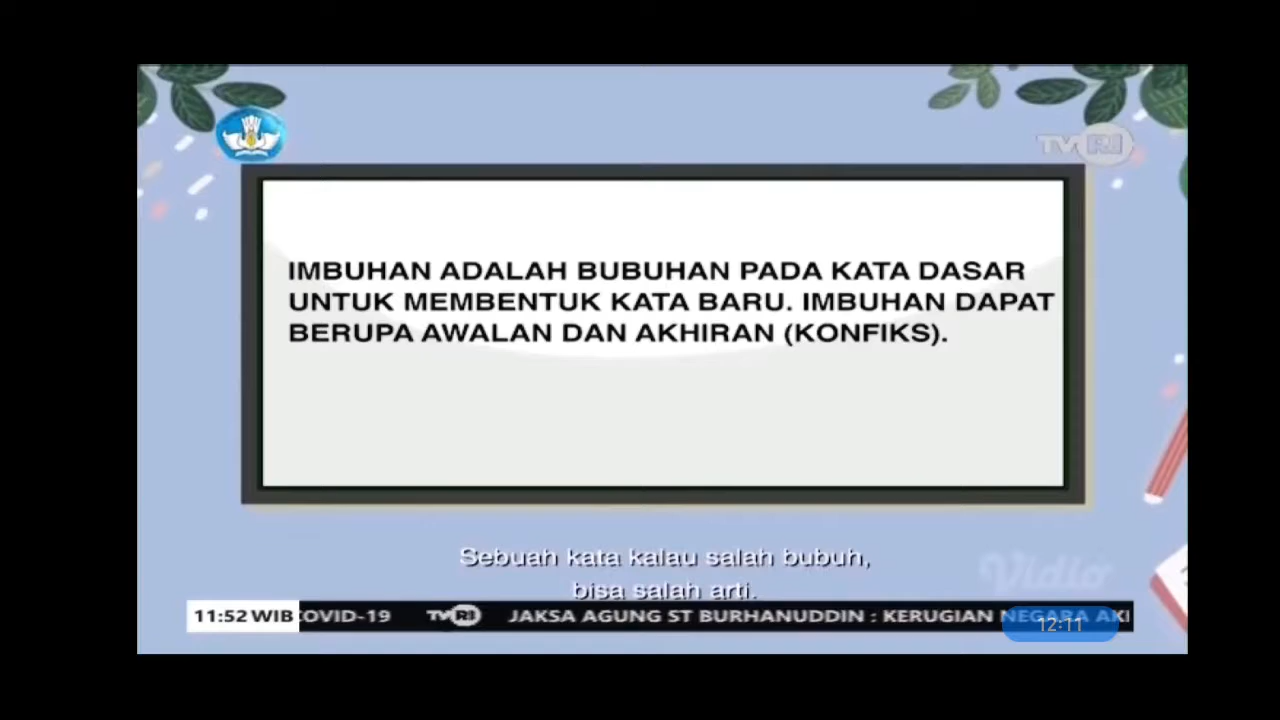 TVRI
IMBUHAN ADALAH BUBUHAN PADA KATA DASAR
UNTUK MEMBENTUK KATA BARU. IMBUHAN DAPAT
BERUPA AWALAN DAN AKHIRAN (KONFIKS).
Sebuah kata kalau salah bubuh,
bisa salah arti.
Vidio
11:52 WIB COVID-19 TVRI JAKSA AGUNG ST BURHANUDDIN : KERUGIAN NEGARA AKI
12:11